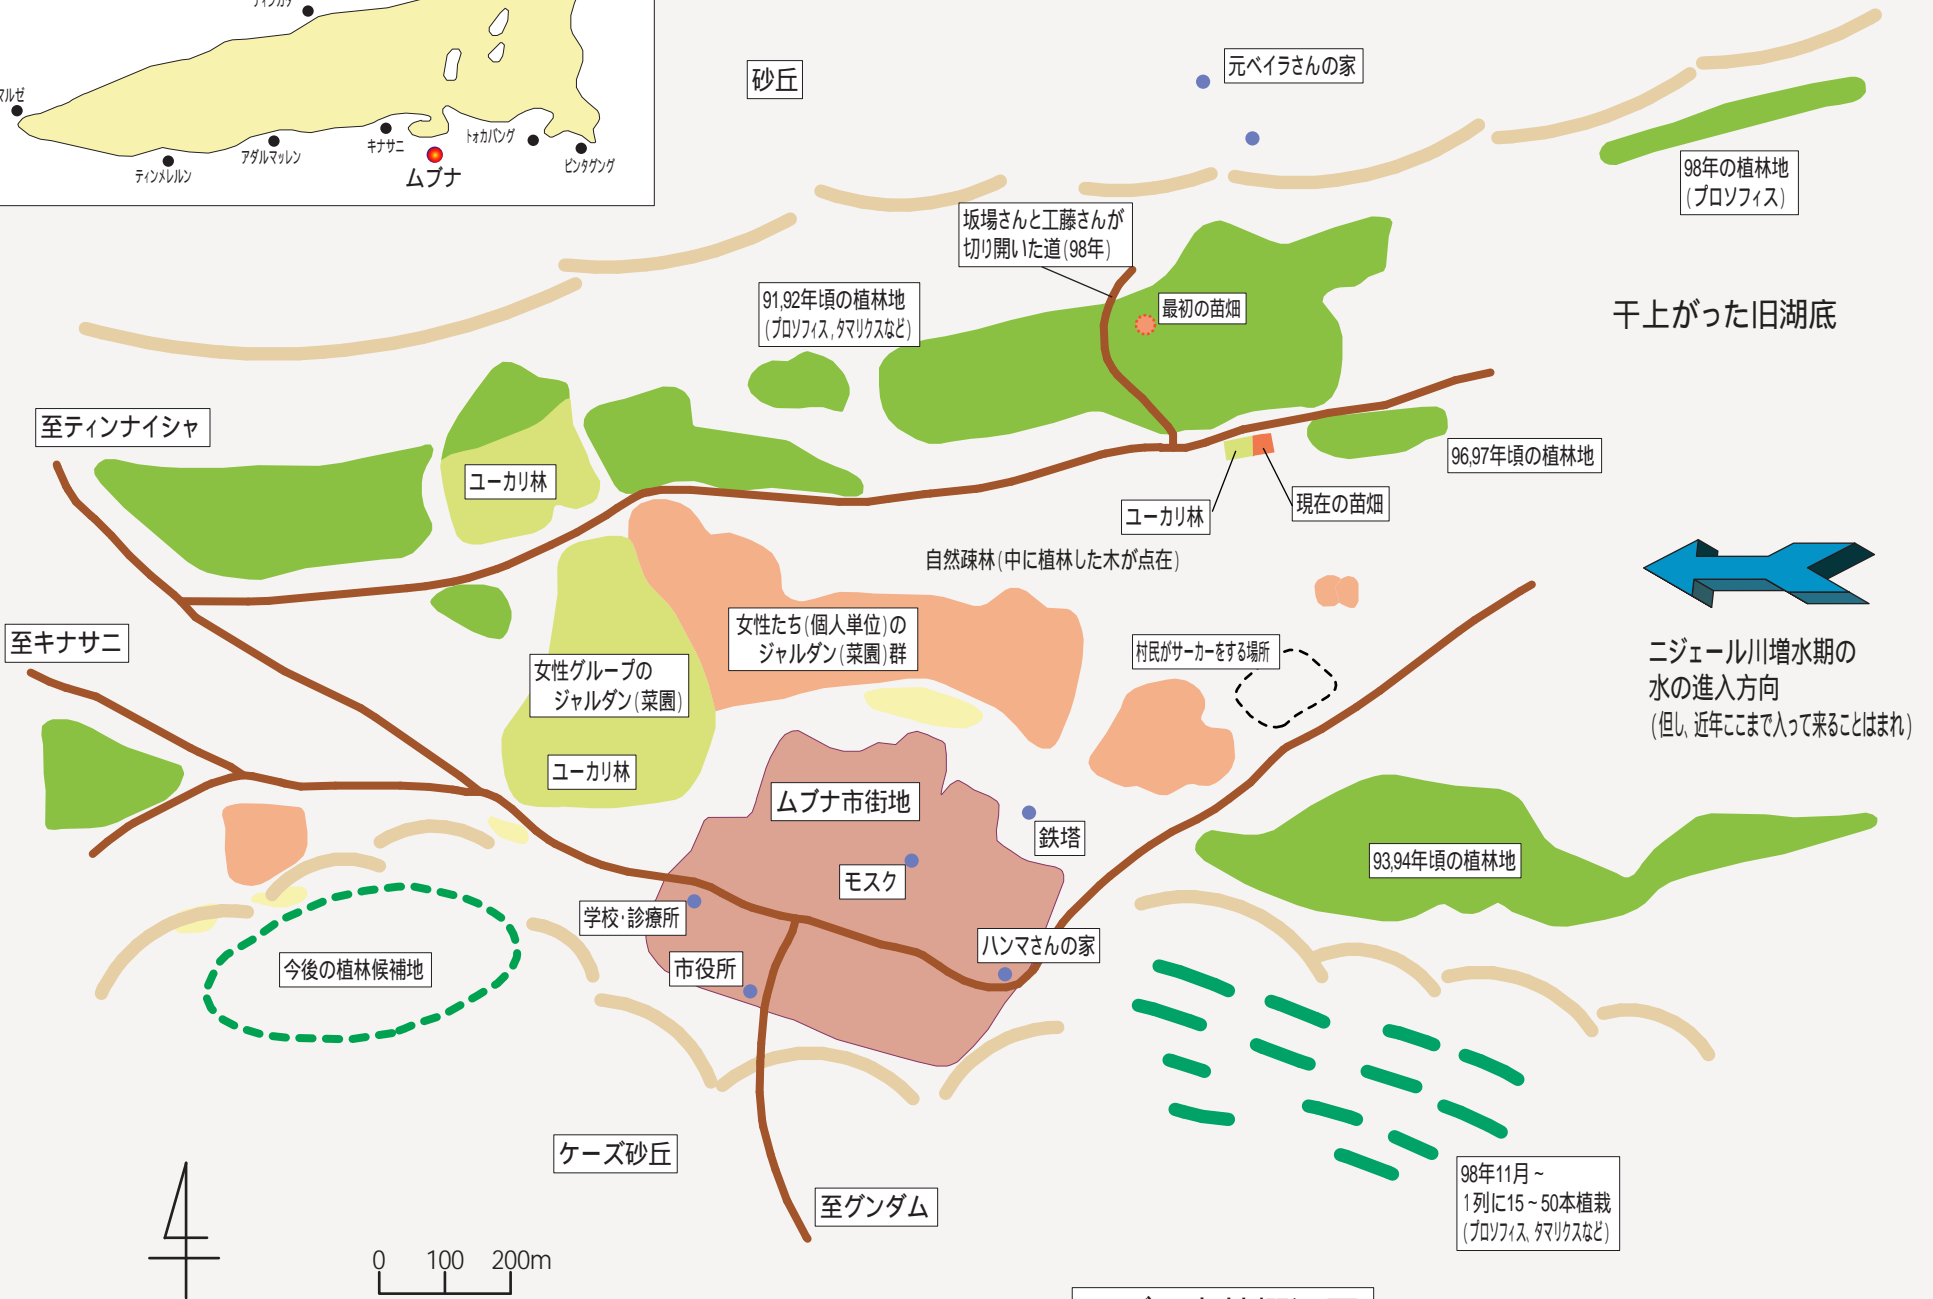 マルゼ
ティンメレルン
アダルマッレン
キナサニ
ムブナ
トォカバング
ビンタグング
砂丘
元ベイラさんの家
98年の植林地
(プロソフィス)
坂場さんと工藤さんが
切り開いた道(98年)
91,92年頃の植林地
(プロソフィス,タマリクスなど)
最初の苗畑
干上がった旧湖底
至ティンナイシャ
ユーカリ林
96,97年頃の植林地
ユーカリ林
現在の苗畑
自然疎林(中に植林した木が点在)
至キナサニ
女性たち(個人単位)の
ジャルダン(菜園)群
村民がサーカーをする場所
女性グループの
ジャルダン(菜園)
ニジェール川増水期の
水の進入方向
(但し、近年ここまで入って来ることはまれ)
ユーカリ林
ムブナ市街地
鉄塔
モスク
93,94年頃の植林地
学校・診療所
ハンマさんの家
市役所
今後の植林候補地
ケーズ砂丘
至グンダム
98年11月~
1列に15~50本植栽
(プロソフィス、タマリクスなど)
0 100 200m